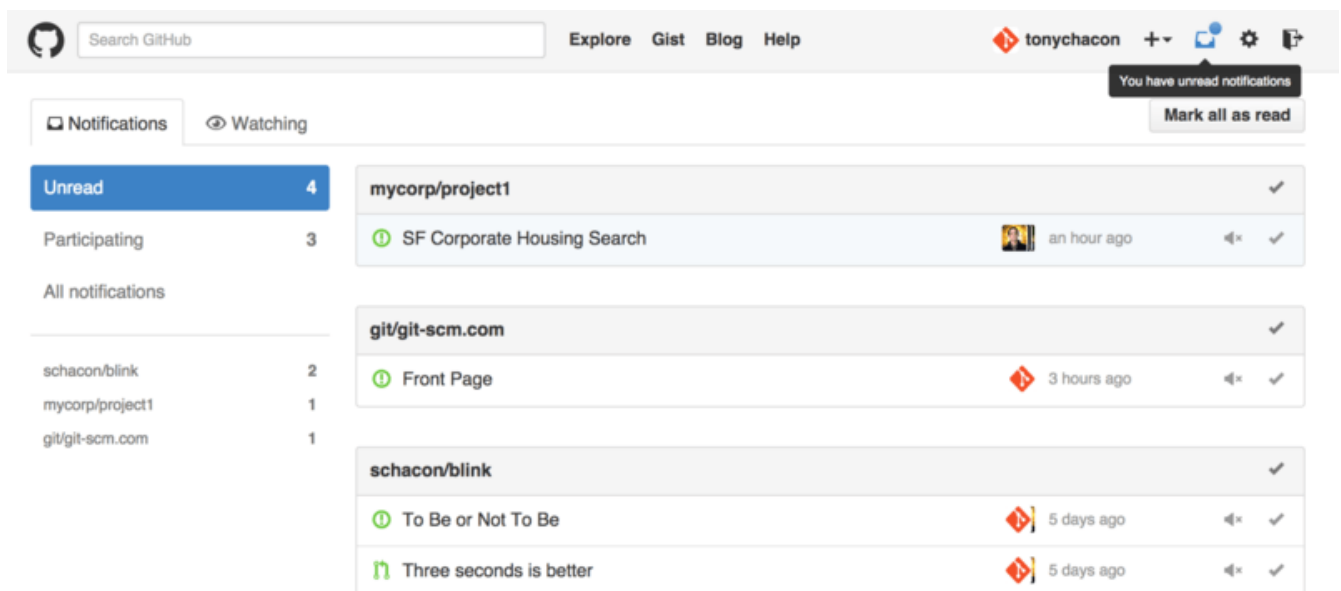 Search GitHub Explore Gist Blog Help tonychacon
You have unread notifications
Notifications Watching Mark all as read
Unread 4
Participating 3
All notifications
schacon/blink 2
mycorp/project1 1
git/git-scm.com 1
mycorp/project1
SF Corporate Housing Search an hour ago
git/git-scm.com
Front Page 3 hours ago
schacon/blink
To Be or Not To Be 5 days ago
Three seconds is better 5 days ago